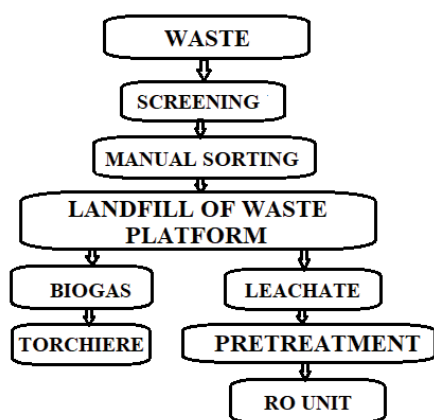 WASTE
SCREENING
MANUAL SORTING
LANDFILL OF WASTE
PLATFORM
BIOGAS
LEACHATE
TORCHIERE
PRETREATMENT
RO UNIT